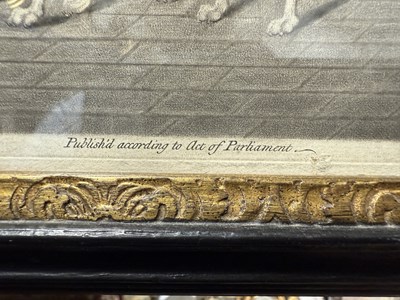 Publish'd according to Act of Parliament.